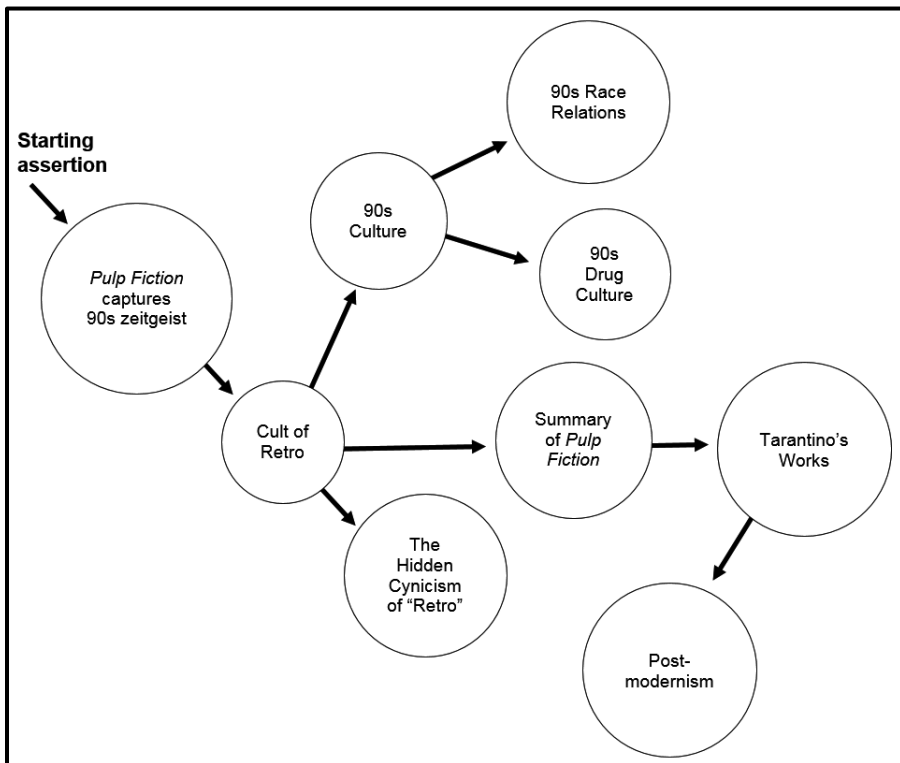 Starting
assertion
Pulp Fiction
captures
90s zeitgeist
Cult of
Retro
90s
Culture
90s Race
Relations
90s
Drug
Culture
Summary
of Pulp
Fiction
Tarantino’s
Works
Post-
modernism
The
Hidden
Cynicism
of “Retro”